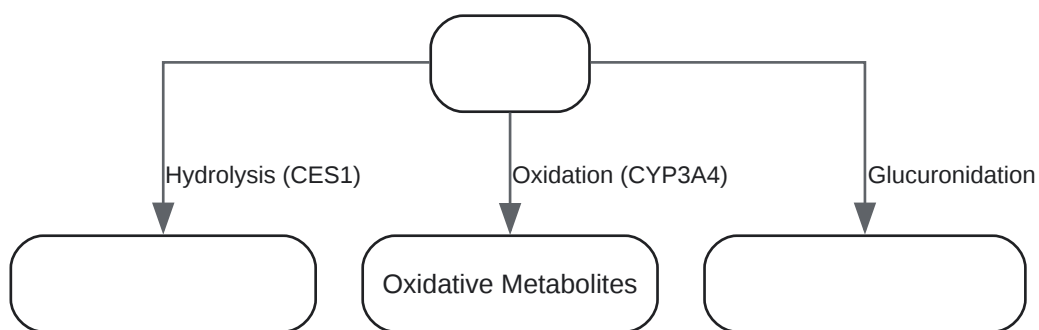 Hydrolysis (CES1)
Oxidation (CYP3A4)
Glucuronidation
Oxidative Metabolites